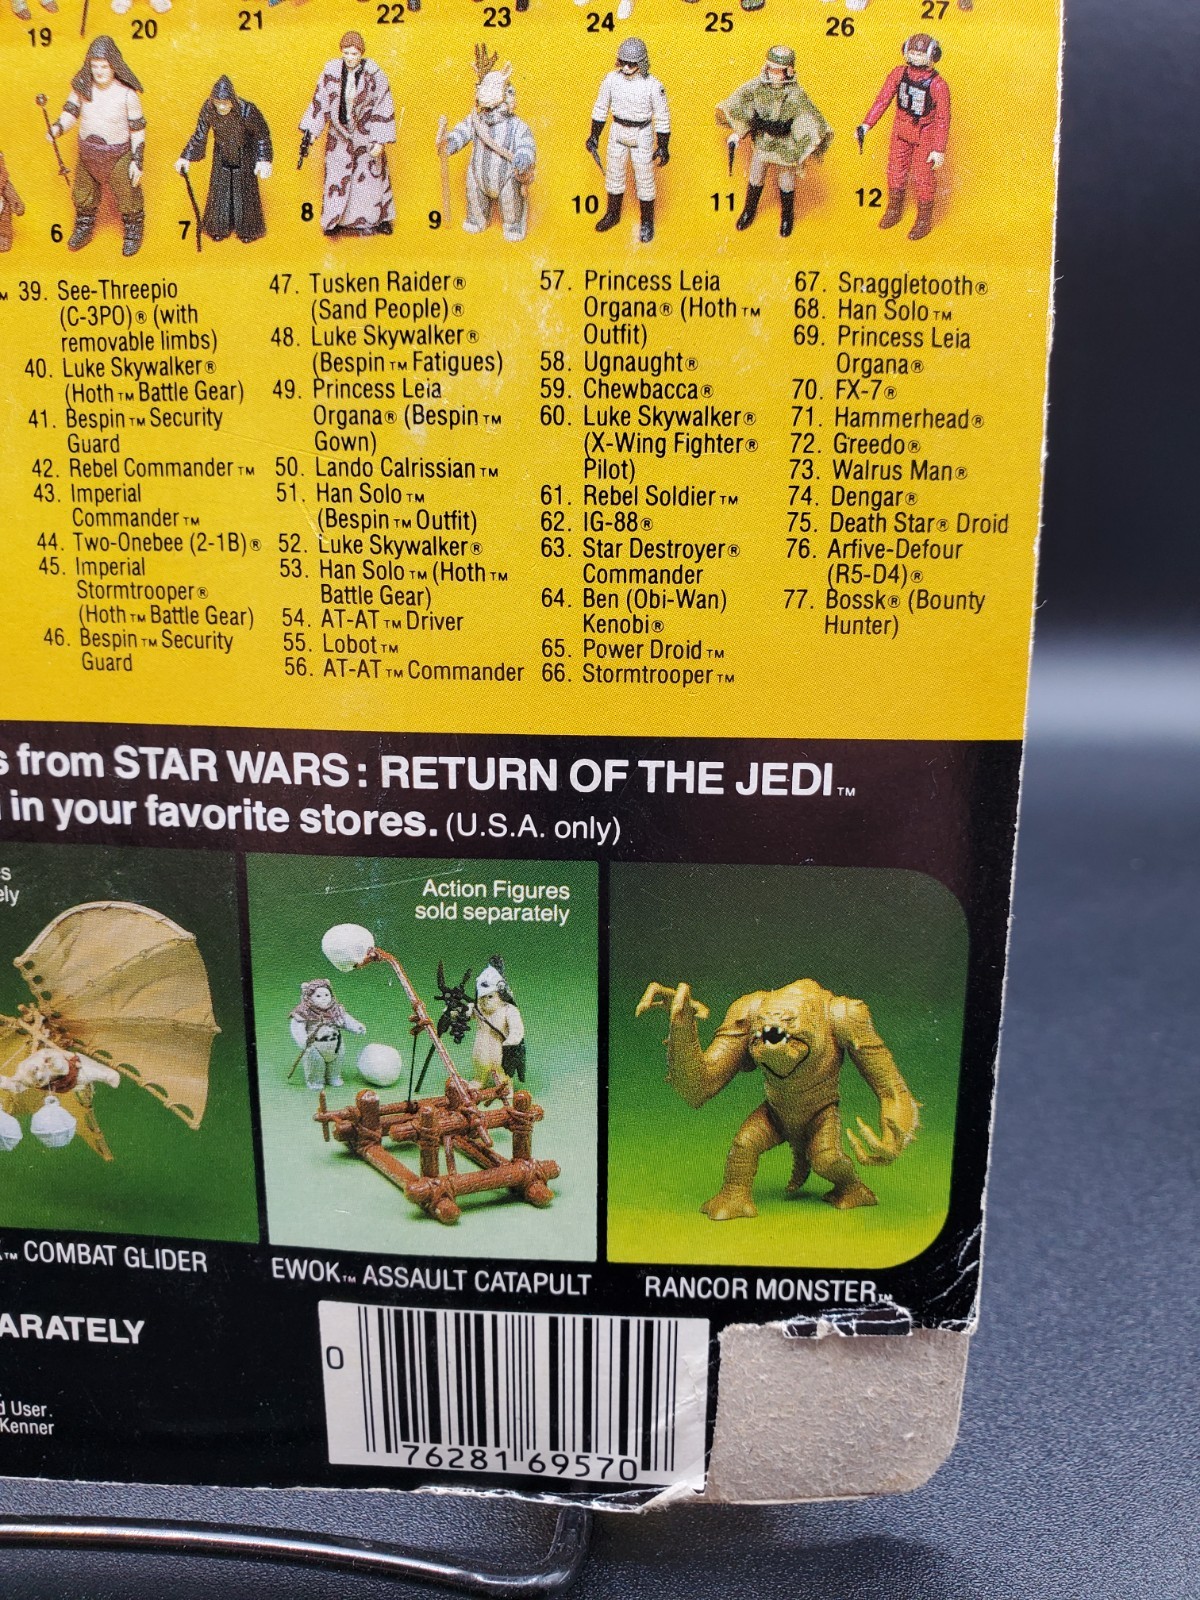 19
20
21
22
23
24
25
26
27
6
7
8
9
10
11
12
™ 39. See-Threepio
(C-3PO)® (with
removable limbs)
40. Luke Skywalker®
(Hoth™ Battle Gear)
41. Bespin™ Security
Guard
42. Rebel Commander™
43. Imperial
Commander™
44. Two-Onebee (2-1B)®
45. Imperial
Stormtrooper®
(Hoth™ Battle Gear)
46. Bespin™ Security
Guard
47. Tusken Raider®
(Sand People)®
48. Luke Skywalker®
(Bespin™ Fatigues)
49. Princess Leia
Organa® (Bespin™
Gown)
50. Lando Calrissian™
51. Han Solo™
(Bespin™ Outfit)
52. Luke Skywalker®
53. Han Solo™ (Hoth™
Battle Gear)
54. AT-AT™ Driver
55. Lobot™
56. AT-AT™ Commander
57. Princess Leia
Organa® (Hoth™
Outfit)
58. Ugnaught®
59. Chewbacca®
60. Luke Skywalker®
(X-Wing Fighter®
Pilot)
61. Rebel Soldier™
62. IG-88®
63. Star Destroyer®
Commander
64. Ben (Obi-Wan)
Kenobi®
65. Power Droid™
66. Stormtrooper™
67. Snaggletooth®
68. Han Solo™
69. Princess Leia
Organa®
70. FX-7®
71. Hammerhead®
72. Greedo®
73. Walrus Man®
74. Dengar®
75. Death Star® Droid
76. Arfive-Defour
(R5-D4)®
77. Bossk® (Bounty
Hunter)
s from STAR WARS: RETURN OF THE JEDI™
in your favorite stores. (U.S.A. only)
s
ely
Action Figures
sold separately
™ COMBAT GLIDER
EWOK™ ASSAULT CATAPULT
RANCOR MONSTER™
ARATELY
d User.
Kenner
0 76281 69570